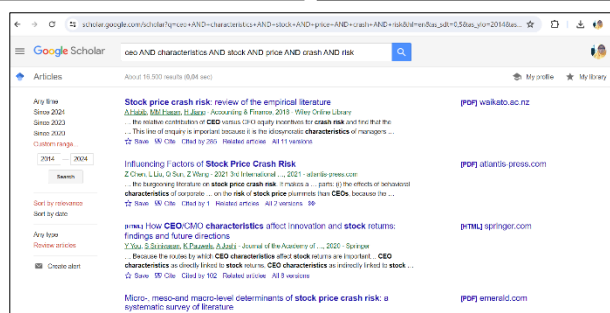 scholar.google.com/scholar?q=ceo+AND+characteristics+AND+stock+AND+price+AND+crash+AND+risk&hl=en&as_sdt=0,5&as_ylo=2014&as...
Google Scholar
ceo AND characteristics AND stock AND price AND crash AND risk
Articles
About 16,500 results (0,04 sec)
My profile
My library
Any time
Since 2024
Since 2023
Since 2020
Custom range...
2014 — 2024
Search
Sort by relevance
Sort by date
Any type
Review articles
Create alert
Stock price crash risk: review of the empirical literature
A Habib, MM Hasan, H Jiang - Accounting & Finance, 2018 - Wiley Online Library
... the relative contribution of CEO versus CFO equity incentives for crash risk and find that the
... This line of enquiry is important because it is the idiosyncratic characteristics of managers ...
Save Cite Cited by 265 Related articles All 11 versions
[PDF] waikato.ac.nz
Influencing Factors of Stock Price Crash Risk
Z Chen, L Liu, Q Sun, Z Wang - 2021 3rd International ..., 2021 - atlantis-press.com
... the burgeoning literature on stock price crash risk. It makes a ... parts: (i) the effects of behavioral
characteristics of corporate ... on the risk of stock price plummets than CEOs, because the ...
Save Cite Cited by 1 Related articles All 2 versions
[PDF] atlantis-press.com
[HTML] How CEO/CMO characteristics affect innovation and stock returns:
findings and future directions
Y You, S Srinivasan, K Pauwels, A Joshi - Journal of the Academy of ..., 2020 - Springer
... Because the routes by which CEO characteristics affect stock returns are important .. CEO
characteristics as directly linked to stock returns, CEO characteristics as indirectly linked to stock ...
Save Cite Cited by 102 Related articles All 9 versions
[HTML] springer.com
Micro-, meso-and macro-level determinants of stock price crash risk: a
systematic survey of literature
[PDF] emerald.com